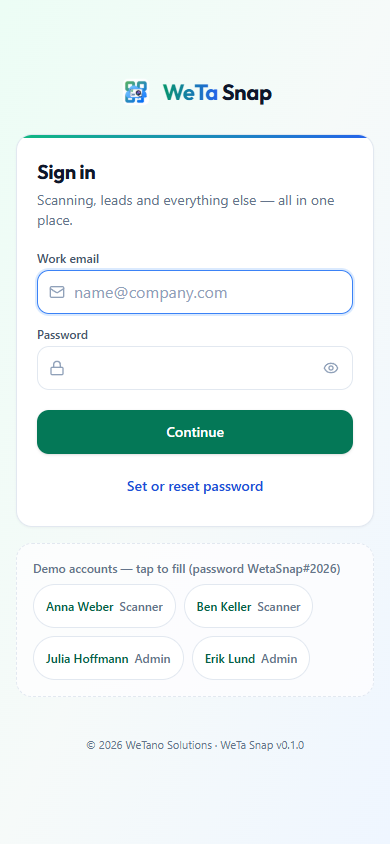 WeTa Snap
Sign in
Scanning, leads and everything else — all in one
place.
Work email
name@company.com
Password
Continue
Set or reset password
Demo accounts — tap to fill (password WetaSnap#2026)
Anna Weber Scanner
Ben Keller Scanner
Julia Hoffmann Admin
Erik Lund Admin
© 2026 WeTano Solutions · WeTa Snap v0.1.0